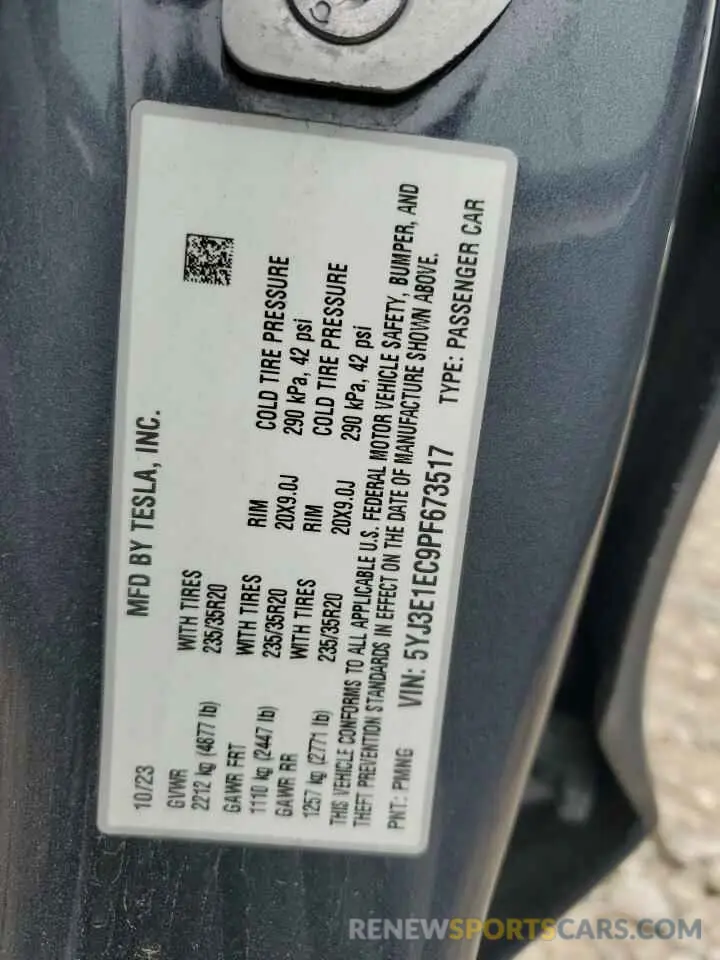 10/23 MFD BY TESLA, INC.
GVWR WITH TIRES
2212 kg (4877 lb) 235/35R20
GAWR FRT WITH TIRES RIM COLD TIRE PRESSURE
1110 kg (2447 lb) 235/35R20 20X9.0J 290 kPa, 42 psi
GAWR RR WITH TIRES RIM COLD TIRE PRESSURE
1257 kg (2771 lb) 235/35R20 20X9.0J 290 kPa, 42 psi
THIS VEHICLE CONFORMS TO ALL APPLICABLE U.S. FEDERAL MOTOR VEHICLE SAFETY, BUMPER, AND
THEFT PREVENTION STANDARDS IN EFFECT ON THE DATE OF MANUFACTURE SHOWN ABOVE.
PNT: PMNG VIN: 5YJ3E1EC9PF673517 TYPE: PASSENGER CAR
RENEWSPORTSCARS.COM